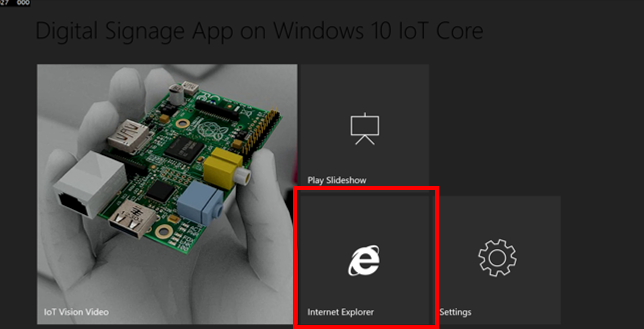 27 000
Digital Signage App on Windows 10 IoT Core
Play Slideshow
IoT Vision Video
Internet Explorer
Settings